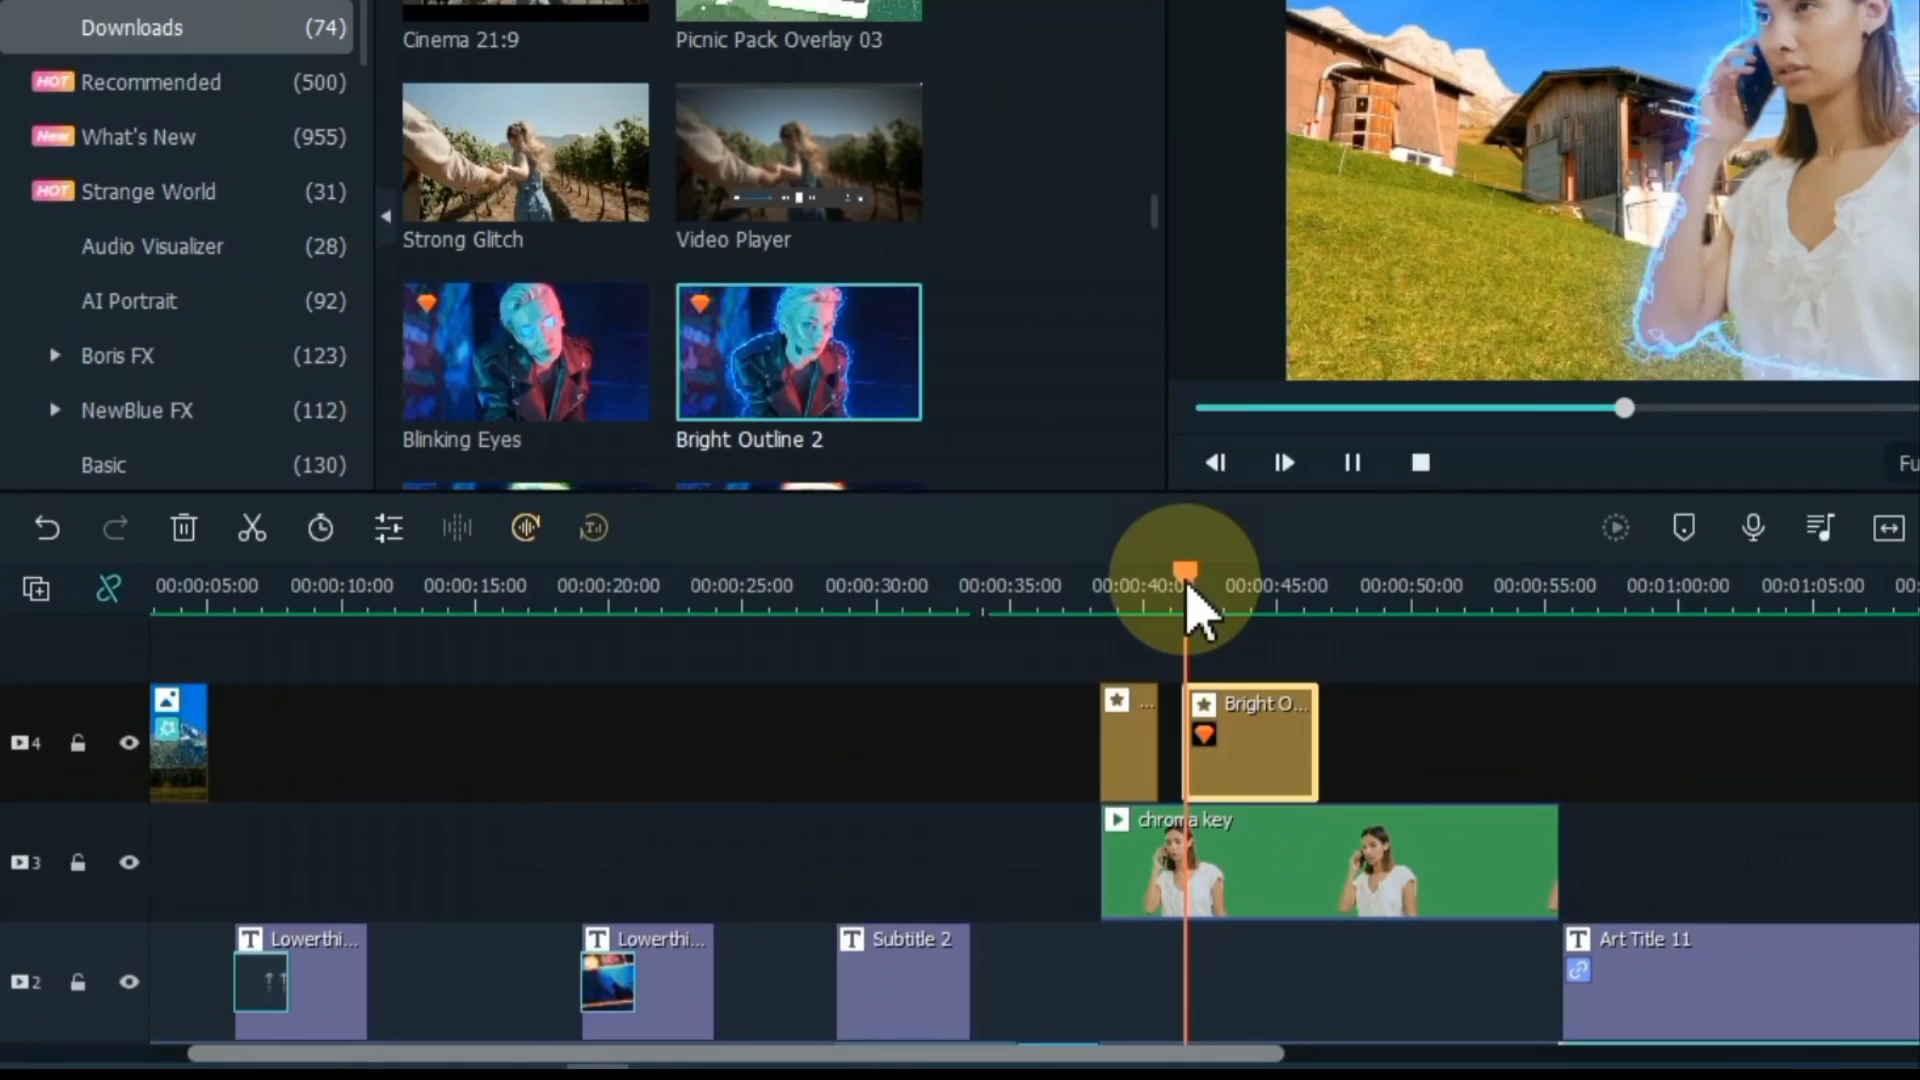 Downloads (74)
HOT Recommended (500)
New What's New (955)
HOT Strange World (31)
Audio Visualizer (28)
AI Portrait (92)
Boris FX (123)
NewBlue FX (112)
Basic (130)
Cinema 21:9
Picnic Pack Overlay 03
Strong Glitch
Video Player
Blinking Eyes
Bright Outline 2
00:00:05:00 00:00:10:00 00:00:15:00 00:00:20:00 00:00:25:00 00:00:30:00 00:00:35:00 00:00:40:0 00:00:45:00 00:00:50:00 00:00:55:00 00:01:00:00 00:01:05:00
4
... Bright O...
3
chroma key
2
T Lowerthi...
T Lowerthi...
T Subtitle 2
T Art Title 11